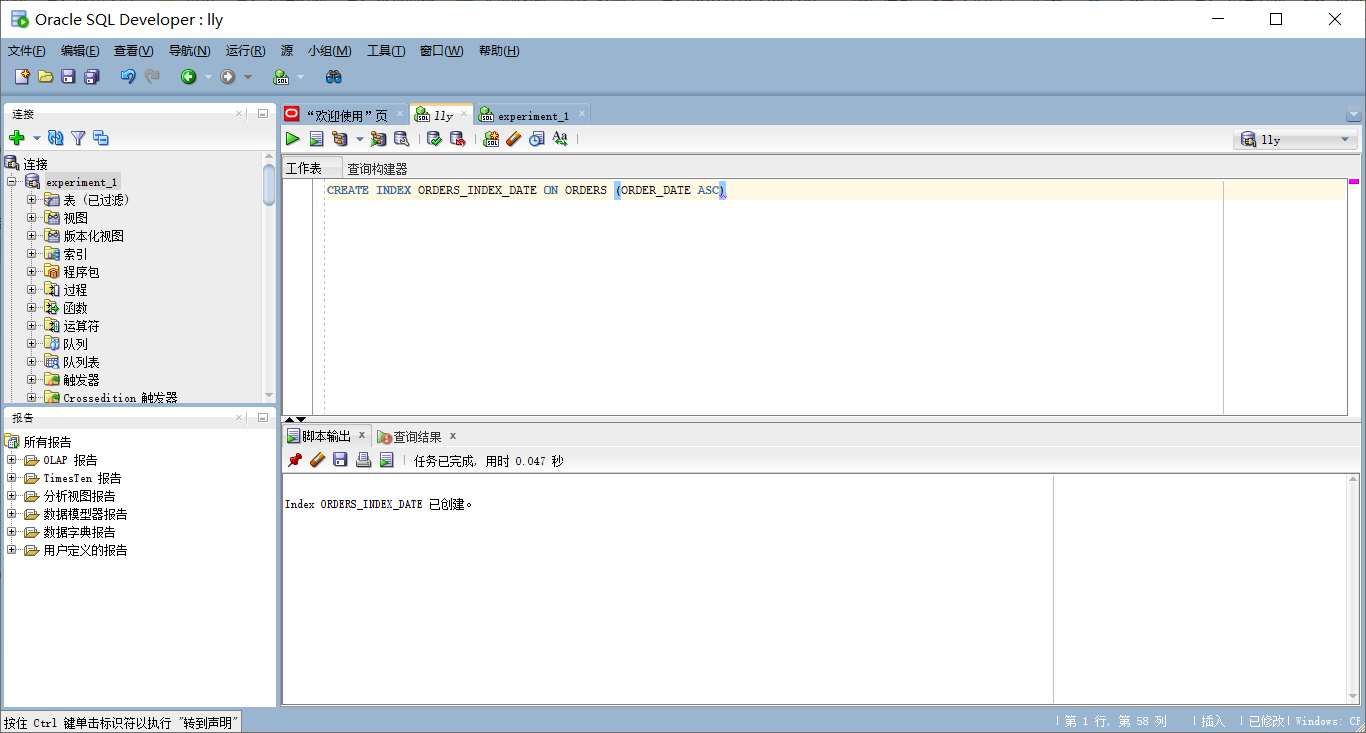 Oracle SQL Developer : lly
文件(F) 编辑(E) 查看(V) 导航(N) 运行(R) 源 小组(M) 工具(T) 窗口(W) 帮助(H)
连接
“欢迎使用”页 lly experiment_1
lly
连接
工作表 查询构建器
experiment_1
CREATE INDEX ORDERS_INDEX_DATE ON ORDERS (ORDER_DATE ASC)
表 (已过滤)
视图
版本化视图
索引
程序包
过程
函数
运算符
队列
队列表
触发器
Crossedition 触发器
报告
所有报告
OLAP 报告
TimesTen 报告
分析视图报告
数据模型器报告
数据字典报告
用户定义的报告
脚本输出 查询结果
任务已完成, 用时 0.047 秒
Index ORDERS_INDEX_DATE 已创建。
按住 Ctrl 键单击标识符以执行 "转到声明"
第 1 行, 第 58 列 插入 已修改 Windows: CR